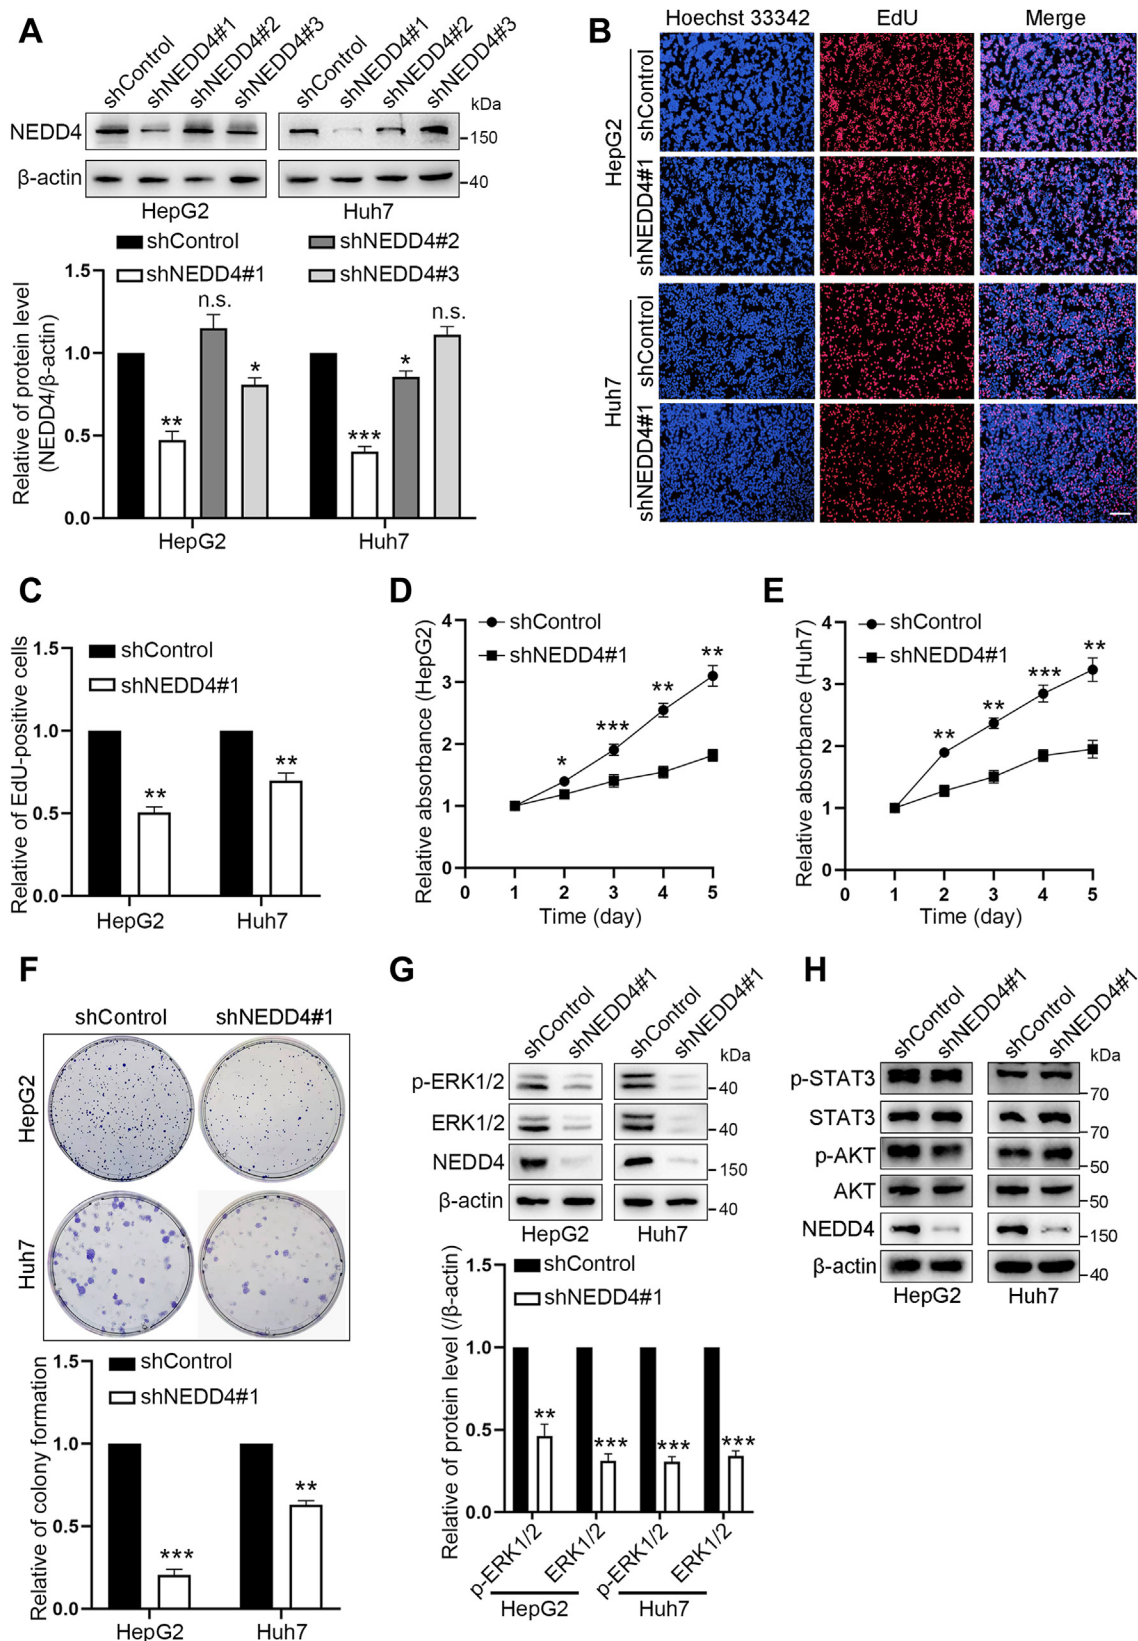 A
shControl
shNEDD4#1
shNEDD4#2
shNEDD4#3
shControl
shNEDD4#1
shNEDD4#2
shNEDD4#3
kDa
NEDD4
150
β-actin
40
HepG2
Huh7
shControl
shNEDD4#2
shNEDD4#1
shNEDD4#3
Relative of protein level
(NEDD4/β-actin)
1.5
1.0
0.5
0.0
**
n.s.
*
***
*
n.s.
HepG2
Huh7
B
Hoechst 33342
EdU
Merge
HepG2
shControl
shNEDD4#1
Huh7
shControl
shNEDD4#1
C
Relative of EdU-positive cells
1.5
1.0
0.5
0.0
shControl
shNEDD4#1
**
**
HepG2
Huh7
D
Relative absorbance (HepG2)
4
3
2
1
0
shControl
shNEDD4#1
*
***
**
**
0 1 2 3 4 5
Time (day)
E
Relative absorbance (Huh7)
4
3
2
1
0
shControl
shNEDD4#1
**
**
***
**
0 1 2 3 4 5
Time (day)
F
shControl
shNEDD4#1
HepG2
Huh7
Relative of colony formation
1.5
1.0
0.5
0.0
shControl
shNEDD4#1
***
**
HepG2
Huh7
G
shControl
shNEDD4#1
shControl
shNEDD4#1
kDa
p-ERK1/2
40
ERK1/2
40
NEDD4
150
β-actin
40
HepG2
Huh7
Relative of protein level (/β-actin)
1.5
1.0
0.5
0.0
shControl
shNEDD4#1
**
***
***
***
p-ERK1/2
ERK1/2
p-ERK1/2
ERK1/2
HepG2
Huh7
H
shControl
shNEDD4#1
shControl
shNEDD4#1
kDa
p-STAT3
70
STAT3
70
p-AKT
50
AKT
50
NEDD4
150
β-actin
40
HepG2
Huh7